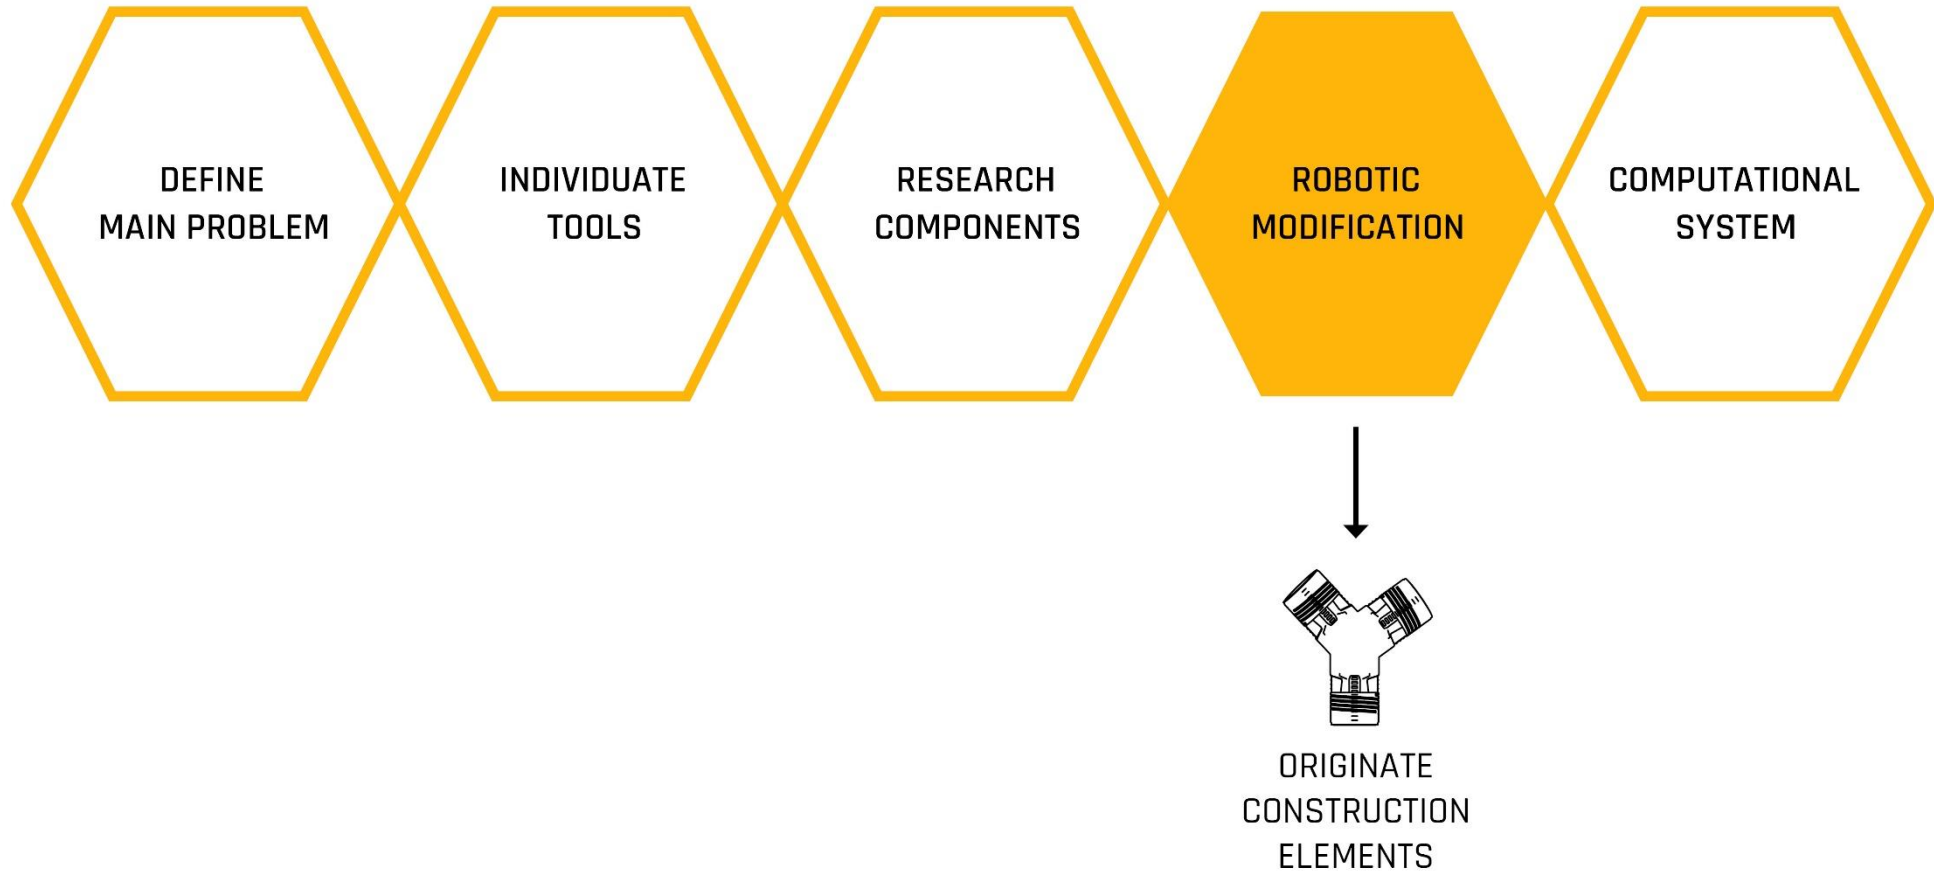 DEFINE
MAIN PROBLEM
INDIVIDUATE
TOOLS
RESEARCH
COMPONENTS
ROBOTIC
MODIFICATION
COMPUTATIONAL
SYSTEM
ORIGINATE
CONSTRUCTION
ELEMENTS